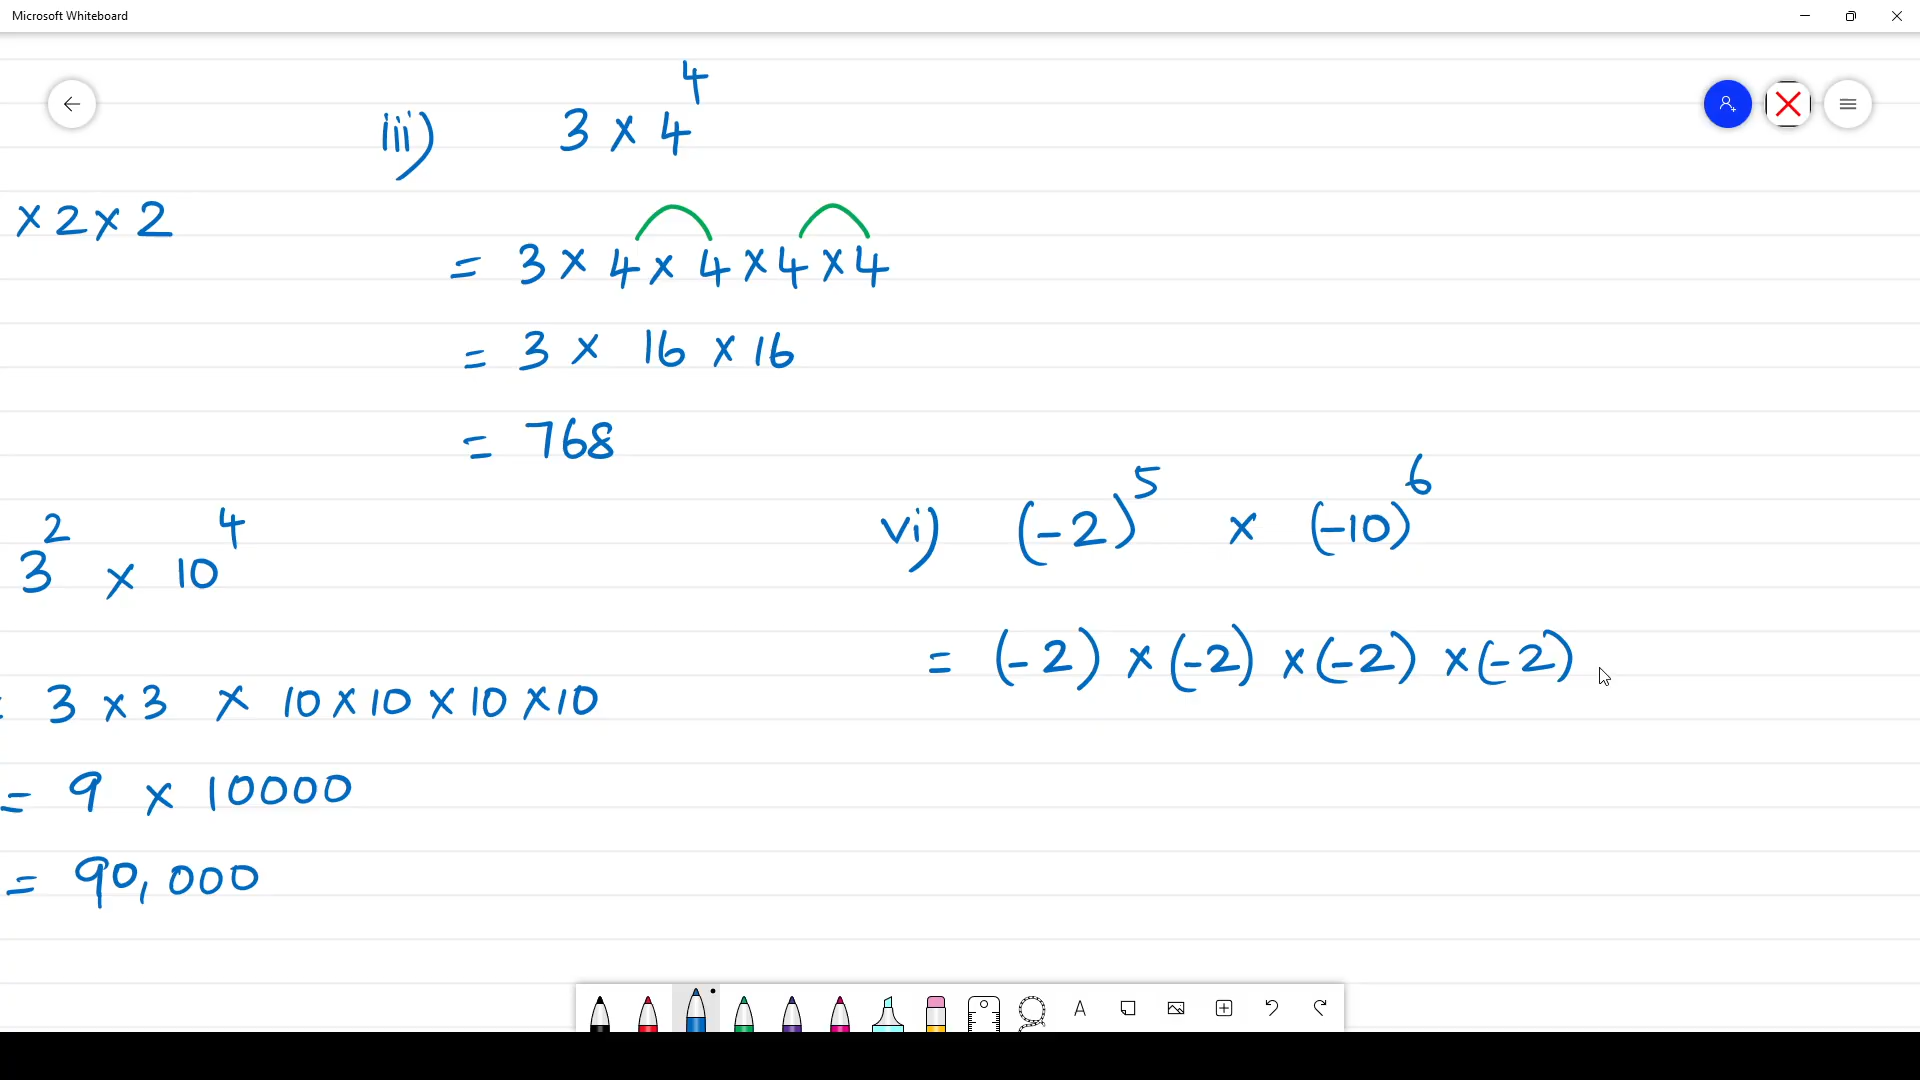 Microsoft Whiteboard
iii) 3 × 4⁴
× 2 × 2
= 3 × 4 × 4 × 4 × 4
= 3 × 16 × 16
= 768
3² × 10⁴
= 3 × 3 × 10 × 10 × 10 × 10
= 9 × 10000
= 90,000
vi) (-2)⁵ × (-10)⁶
= (-2) × (-2) × (-2) × (-2)
A